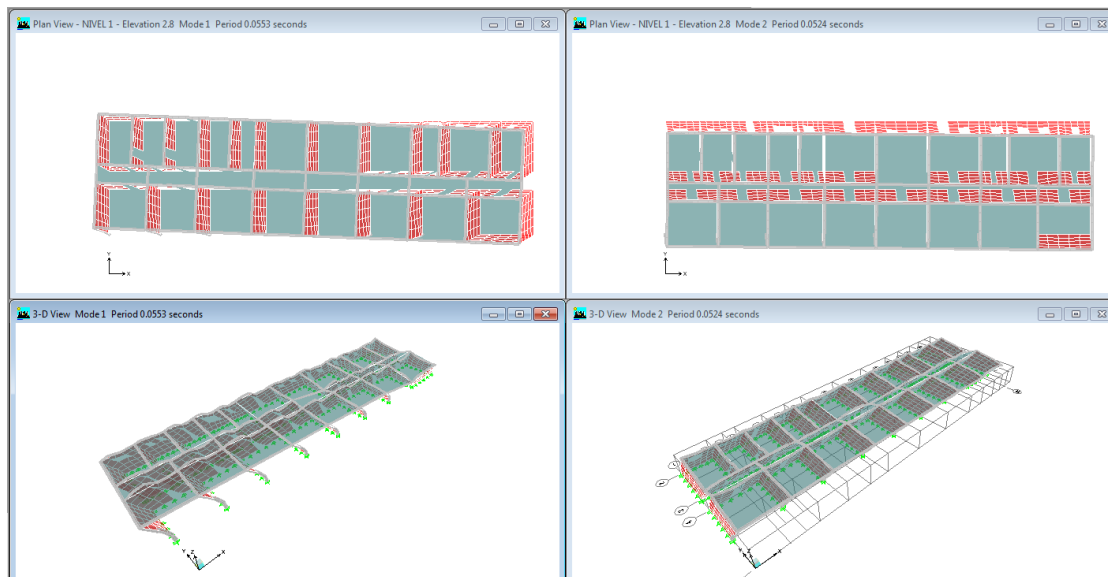 Plan View - NIVEL 1 - Elevation 2.8 Mode 1 Period 0.0553 seconds
Plan View - NIVEL 1 - Elevation 2.8 Mode 2 Period 0.0524 seconds
Y
X
Y
X
3-D View Mode 1 Period 0.0553 seconds
3-D View Mode 2 Period 0.0524 seconds
Y Z X
Y Z X